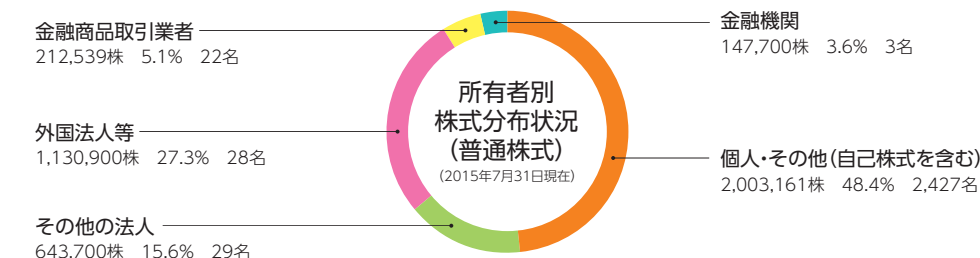 金融商品取引業者
212,539株 5.1% 22名
外国法人等
1,130,900株 27.3% 28名
その他の法人
643,700株 15.6% 29名
所有者別
株式分布状況
(普通株式)
(2015年7月31日現在)
金融機関
147,700株 3.6% 3名
個人・その他(自己株式を含む)
2,003,161株 48.4% 2,427名